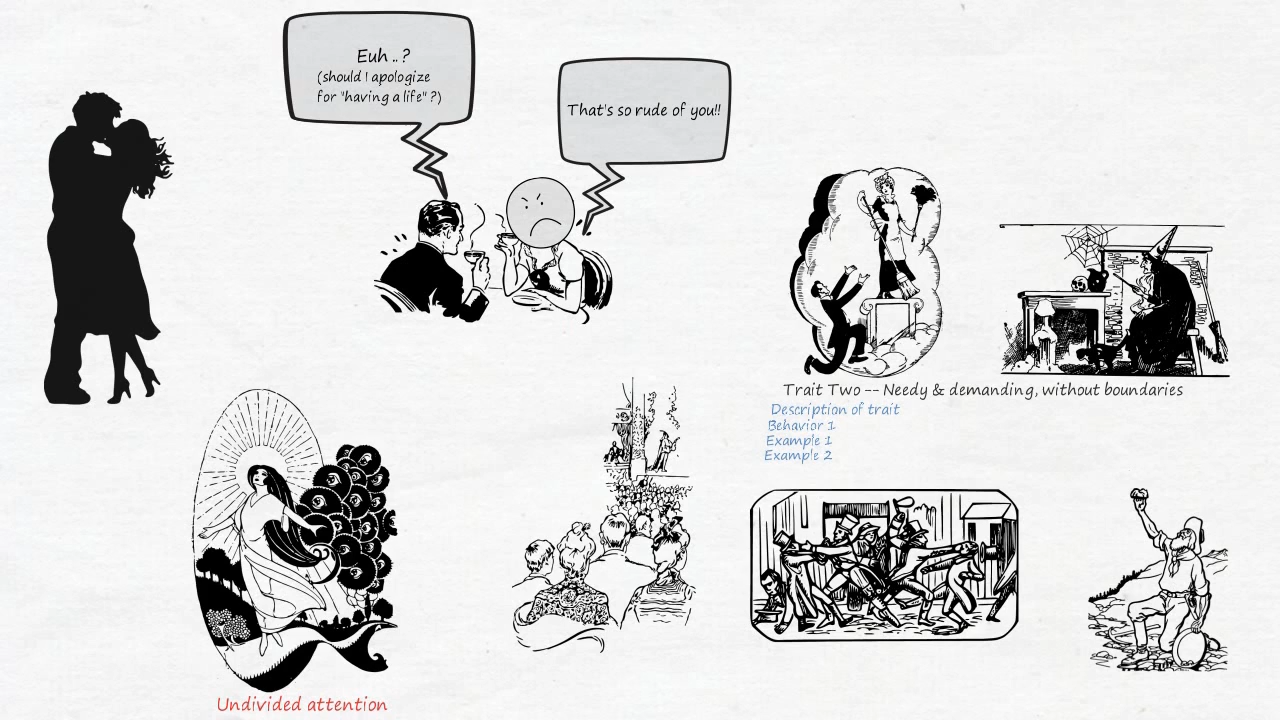 Euh ..?
(should I apologize
for "having a life" ?)
That's so rude of you!!
Trait Two -- Needy & demanding, without boundaries
Description of trait
Behavior 1
Example 1
Example 2
Undivided attention